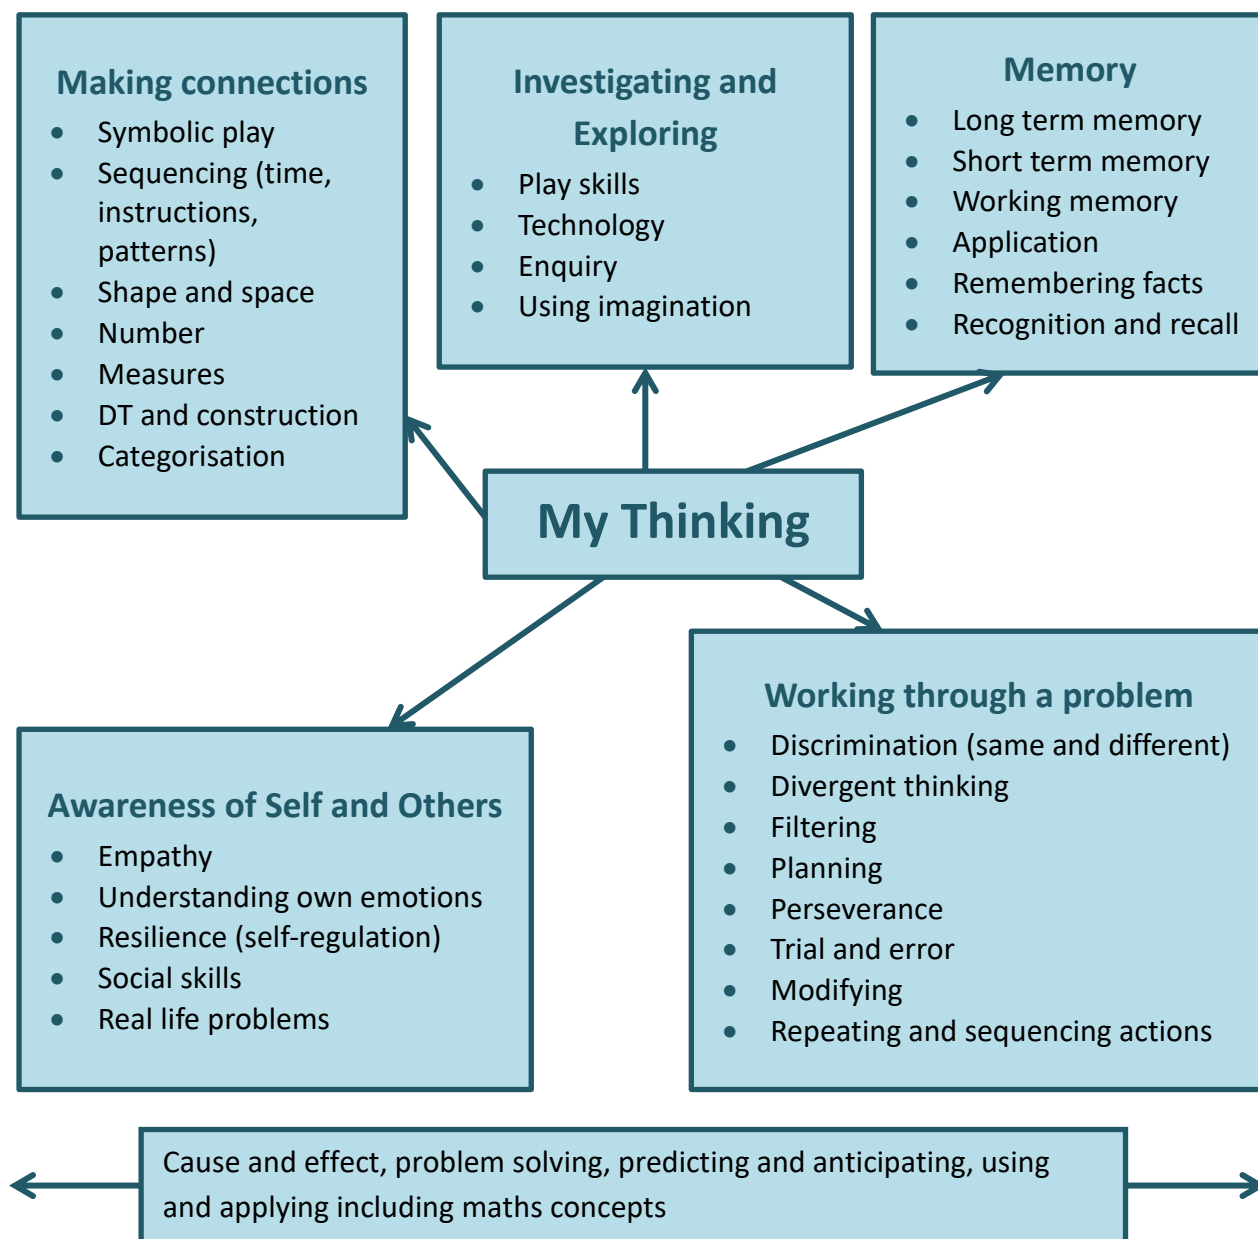 Making connections
• Symbolic play
• Sequencing (time,
instructions,
patterns)
• Shape and space
• Number
• Measures
• DT and construction
• Categorisation
Investigating and
Exploring
• Play skills
• Technology
• Enquiry
• Using imagination
Memory
• Long term memory
• Short term memory
• Working memory
• Application
• Remembering facts
• Recognition and recall
My Thinking
Awareness of Self and Others
• Empathy
• Understanding own emotions
• Resilience (self-regulation)
• Social skills
• Real life problems
Working through a problem
• Discrimination (same and different)
• Divergent thinking
• Filtering
• Planning
• Perseverance
• Trial and error
• Modifying
• Repeating and sequencing actions
Cause and effect, problem solving, predicting and anticipating, using
and applying including maths concepts